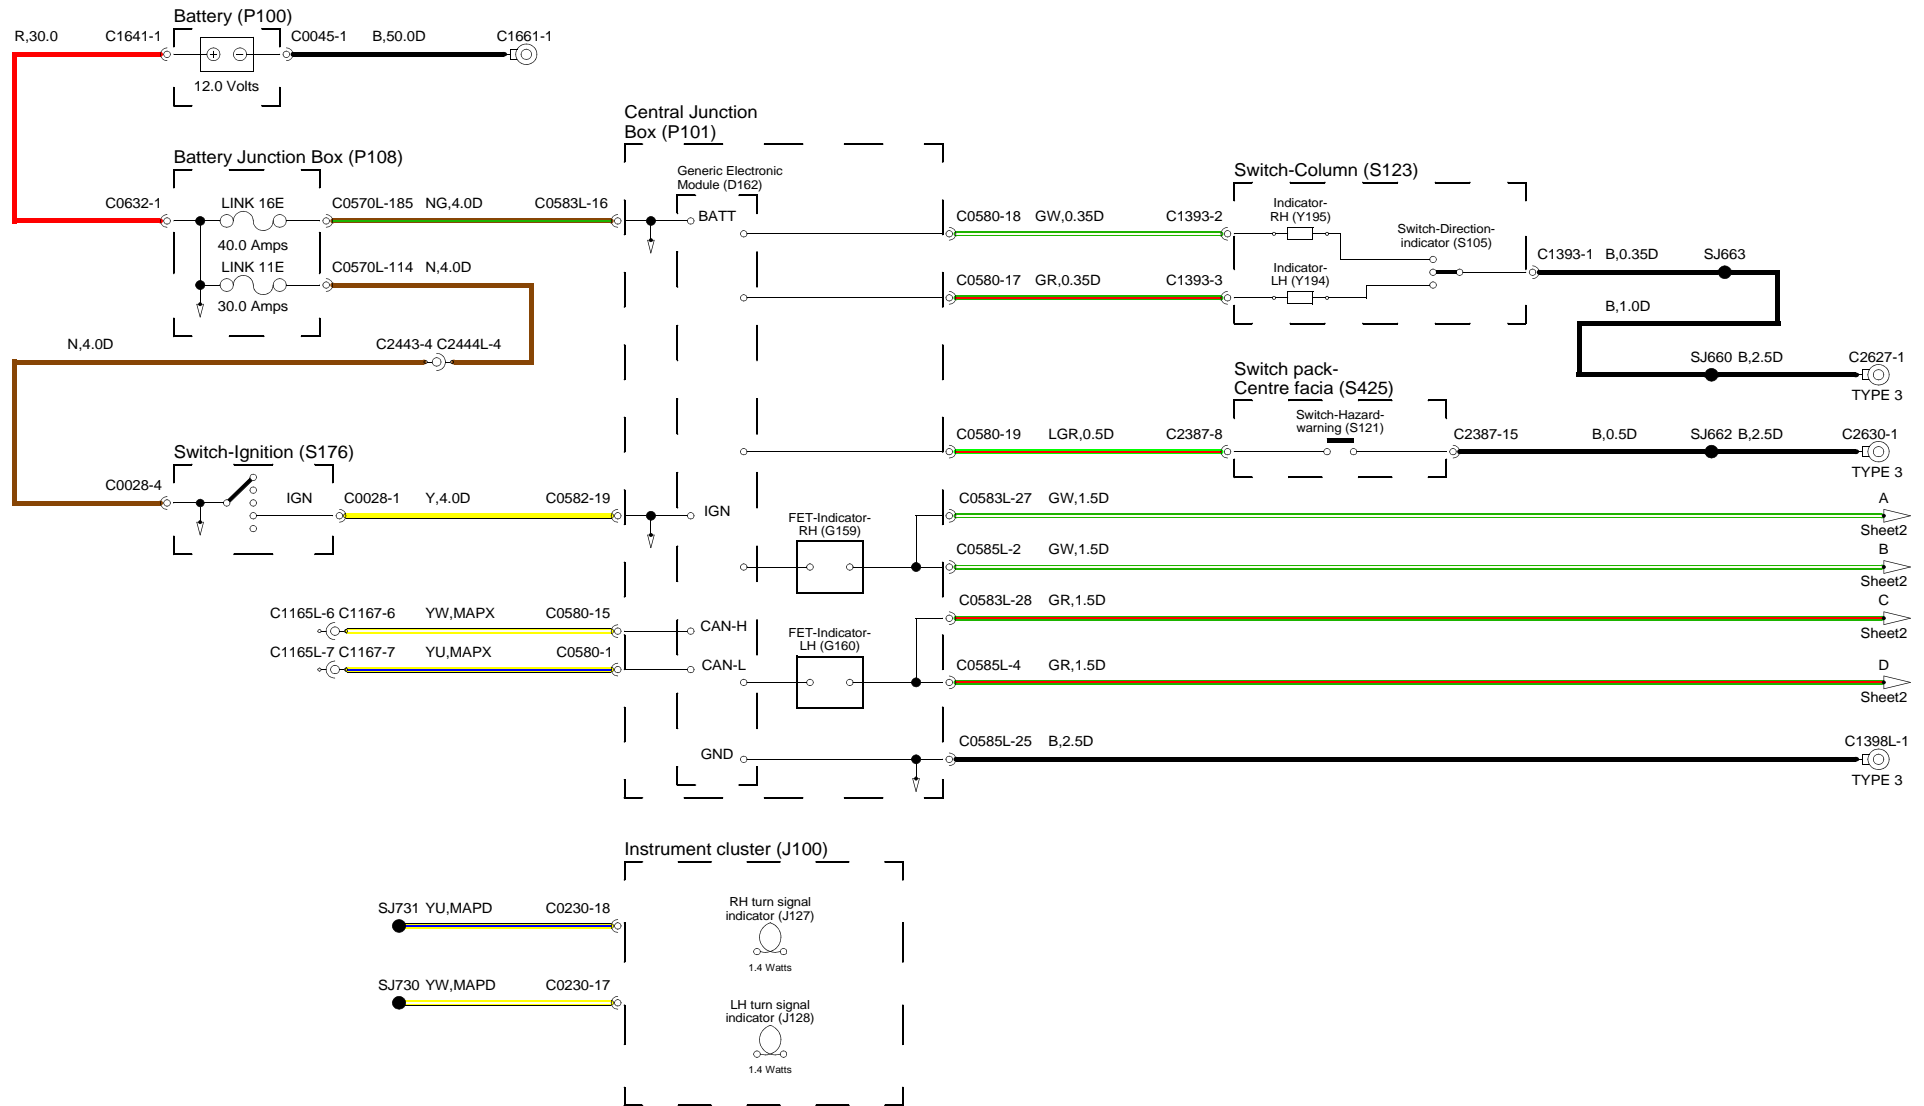 Battery (P100)
R,30.0
C1641-1
C0045-1
B,50.0D
C1661-1
12.0 Volts
Battery Junction Box (P108)
C0632-1
LINK 16E
40.0 Amps
LINK 11E
30.0 Amps
C0570L-185
NG,4.0D
C0583L-16
C0570L-114
N,4.0D
N,4.0D
C2443-4
C2444L-4
Switch-Ignition (S176)
C0028-4
IGN
C0028-1
Y,4.0D
C0582-19
C1165L-6
C1167-6
YW,MAPX
C0580-15
C1165L-7
C1167-7
YU,MAPX
C0580-1
Central Junction
Box (P101)
Generic Electronic
Module (D162)
BATT
IGN
CAN-H
CAN-L
GND
FET-Indicator-
RH (G159)
FET-Indicator-
LH (G160)
C0580-18
GW,0.35D
C1393-2
C0580-17
GR,0.35D
C1393-3
Switch-Column (S123)
Indicator-
RH (Y195)
Indicator-
LH (Y194)
Switch-Direction-
indicator (S105)
C1393-1
B,0.35D
SJ663
B,1.0D
SJ660
B,2.5D
C2627-1
TYPE 3
Switch pack-
Centre facia (S425)
Switch-Hazard-
warning (S121)
C0580-19
LGR,0.5D
C2387-8
C2387-15
B,0.5D
SJ662
B,2.5D
C2630-1
TYPE 3
C0583L-27
GW,1.5D
A
Sheet2
C0585L-2
GW,1.5D
B
Sheet2
C0583L-28
GR,1.5D
C
Sheet2
C0585L-4
GR,1.5D
D
Sheet2
C0585L-25
B,2.5D
C1398L-1
TYPE 3
Instrument cluster (J100)
SJ731
YU,MAPD
C0230-18
RH turn signal
indicator (J127)
1.4 Watts
SJ730
YW,MAPD
C0230-17
LH turn signal
indicator (J128)
1.4 Watts